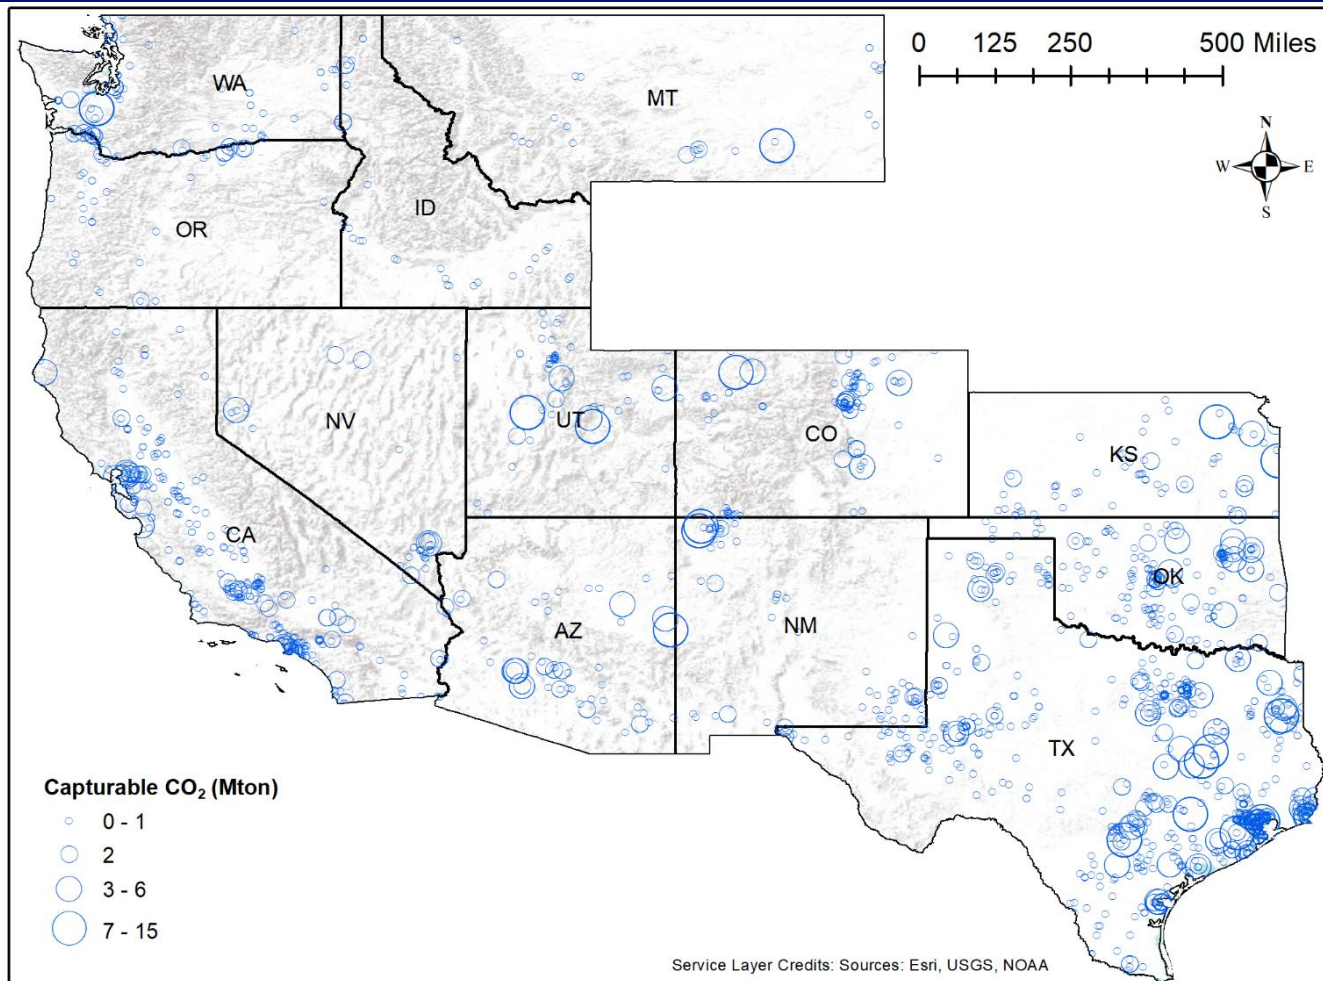 0 125 250 500 Miles
N
W E
S
WA
MT
OR
ID
NV
UT
CO
KS
CA
AZ
NM
OK
TX
Capturable CO₂ (Mton)
0 - 1
2
3 - 6
7 - 15
Service Layer Credits: Sources: Esri, USGS, NOAA